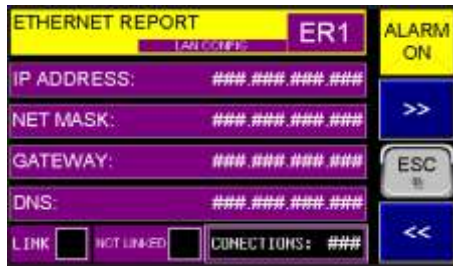 ETHERNET REPORT
LAN CONFIG
ER1
ALARM
ON
IP ADDRESS: ###.###.###.###
NET MASK: ###.###.###.###
>>
GATEWAY: ###.###.###.###
ESC
DNS: ###.###.###.###
LINK NOT LINKED CONECTIONS: ###
<<